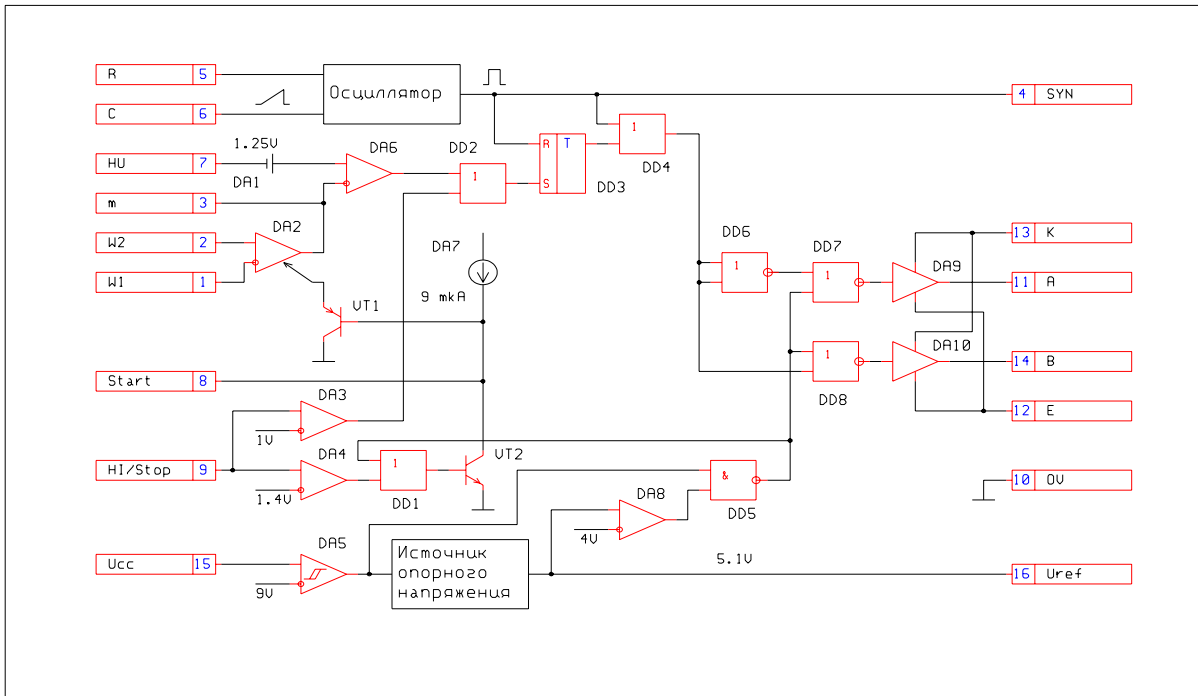 R 5
Осциллятор
4 SYN
C 6
1.25V
HU 7
DA1
DA6
DD2
1
R T
S
DD3
1
DD4
m 3
DA2
W2 2
W1 1
DA7
9 mkA
VT1
DD6
1
DD7
1
DA9
13 K
11 A
DA10
14 B
1
DD8
12 E
Start 8
DA3
1V
HI/Stop 9
DA4
1.4V
1
DD1
VT2
&
DD5
DA8
4V
10 0V
Ucc 15
DA5
9V
Источник
опорного
напряжения
5.1V
16 Uref